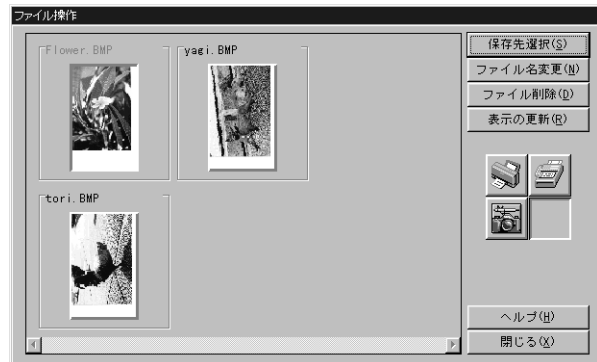 ファイル操作
Flower.BMP
yagi.BMP
tori.BMP
保存先選択(S)
ファイル名変更(N)
ファイル削除(D)
表示の更新(R)
ヘルプ(H)
閉じる(X)